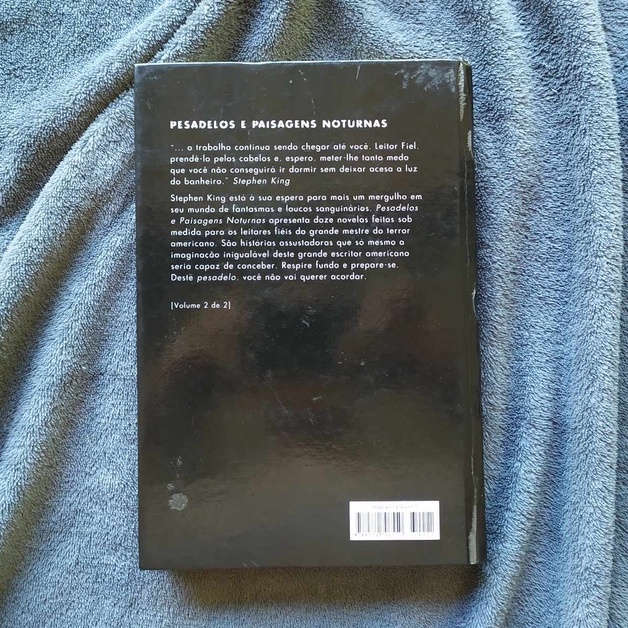 PESADELOS E PAISAGENS NOTURNAS
"... o trabalho continua sendo chegar até você, Leitor Fiel,
prendê-lo pelos cabelos e, espero, meter-lhe tanto medo
que você não conseguirá ir dormir sem deixar acesa a luz
do banheiro." Stephen King
Stephen King está à sua espera para mais um mergulho em
seu mundo de fantasmas e loucos sanguinários. Pesadelos
e Paisagens Noturnas apresenta doze novelas feitas sob
medida para os leitores fiéis do grande mestre do terror
americano. São histórias assustadoras que só mesmo a
imaginação inigualável deste grande escritor americano
seria capaz de conceber. Respire fundo e prepare-se.
Deste pesadelo, você não vai querer acordar.
[Volume 2 de 2]